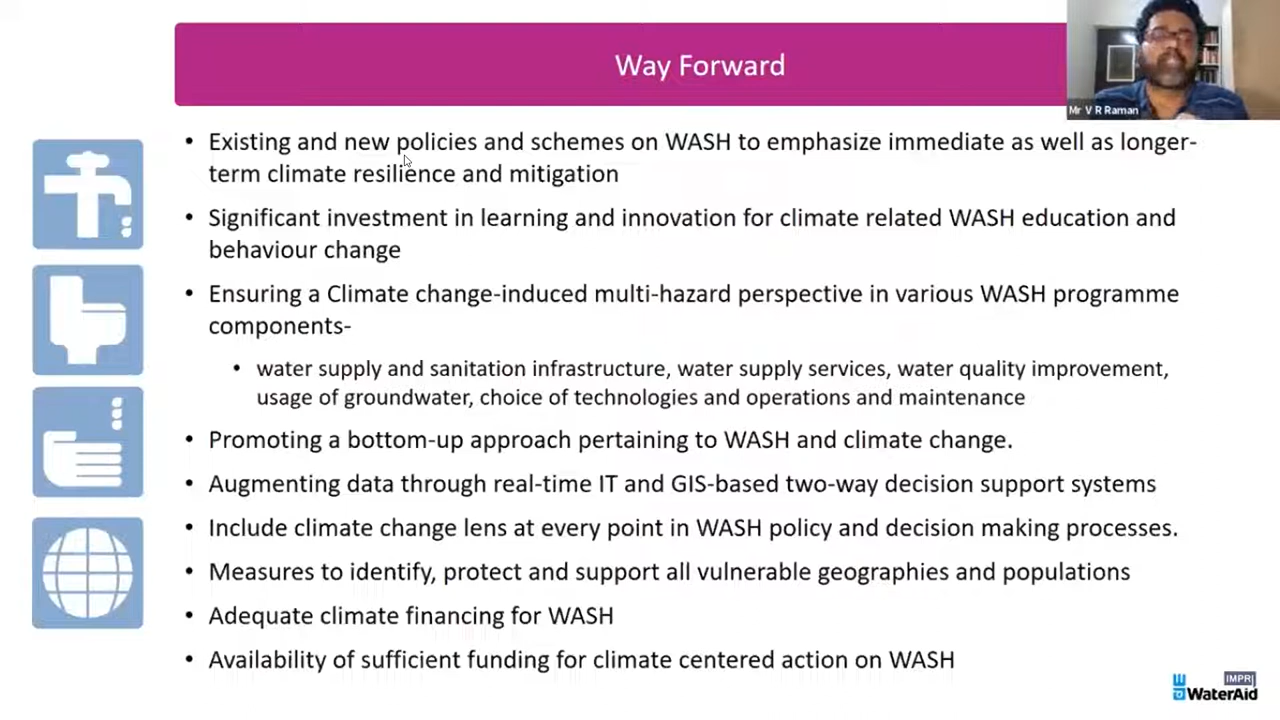 Way Forward
Mr V R Raman
• Existing and new policies and schemes on WASH to emphasize immediate as well as longer-
term climate resilience and mitigation
• Significant investment in learning and innovation for climate related WASH education and
behaviour change
• Ensuring a Climate change-induced multi-hazard perspective in various WASH programme
components-
• water supply and sanitation infrastructure, water supply services, water quality improvement,
usage of groundwater, choice of technologies and operations and maintenance
• Promoting a bottom-up approach pertaining to WASH and climate change.
• Augmenting data through real-time IT and GIS-based two-way decision support systems
• Include climate change lens at every point in WASH policy and decision making processes.
• Measures to identify, protect and support all vulnerable geographies and populations
• Adequate climate financing for WASH
• Availability of sufficient funding for climate centered action on WASH
IMPRI
WaterAid